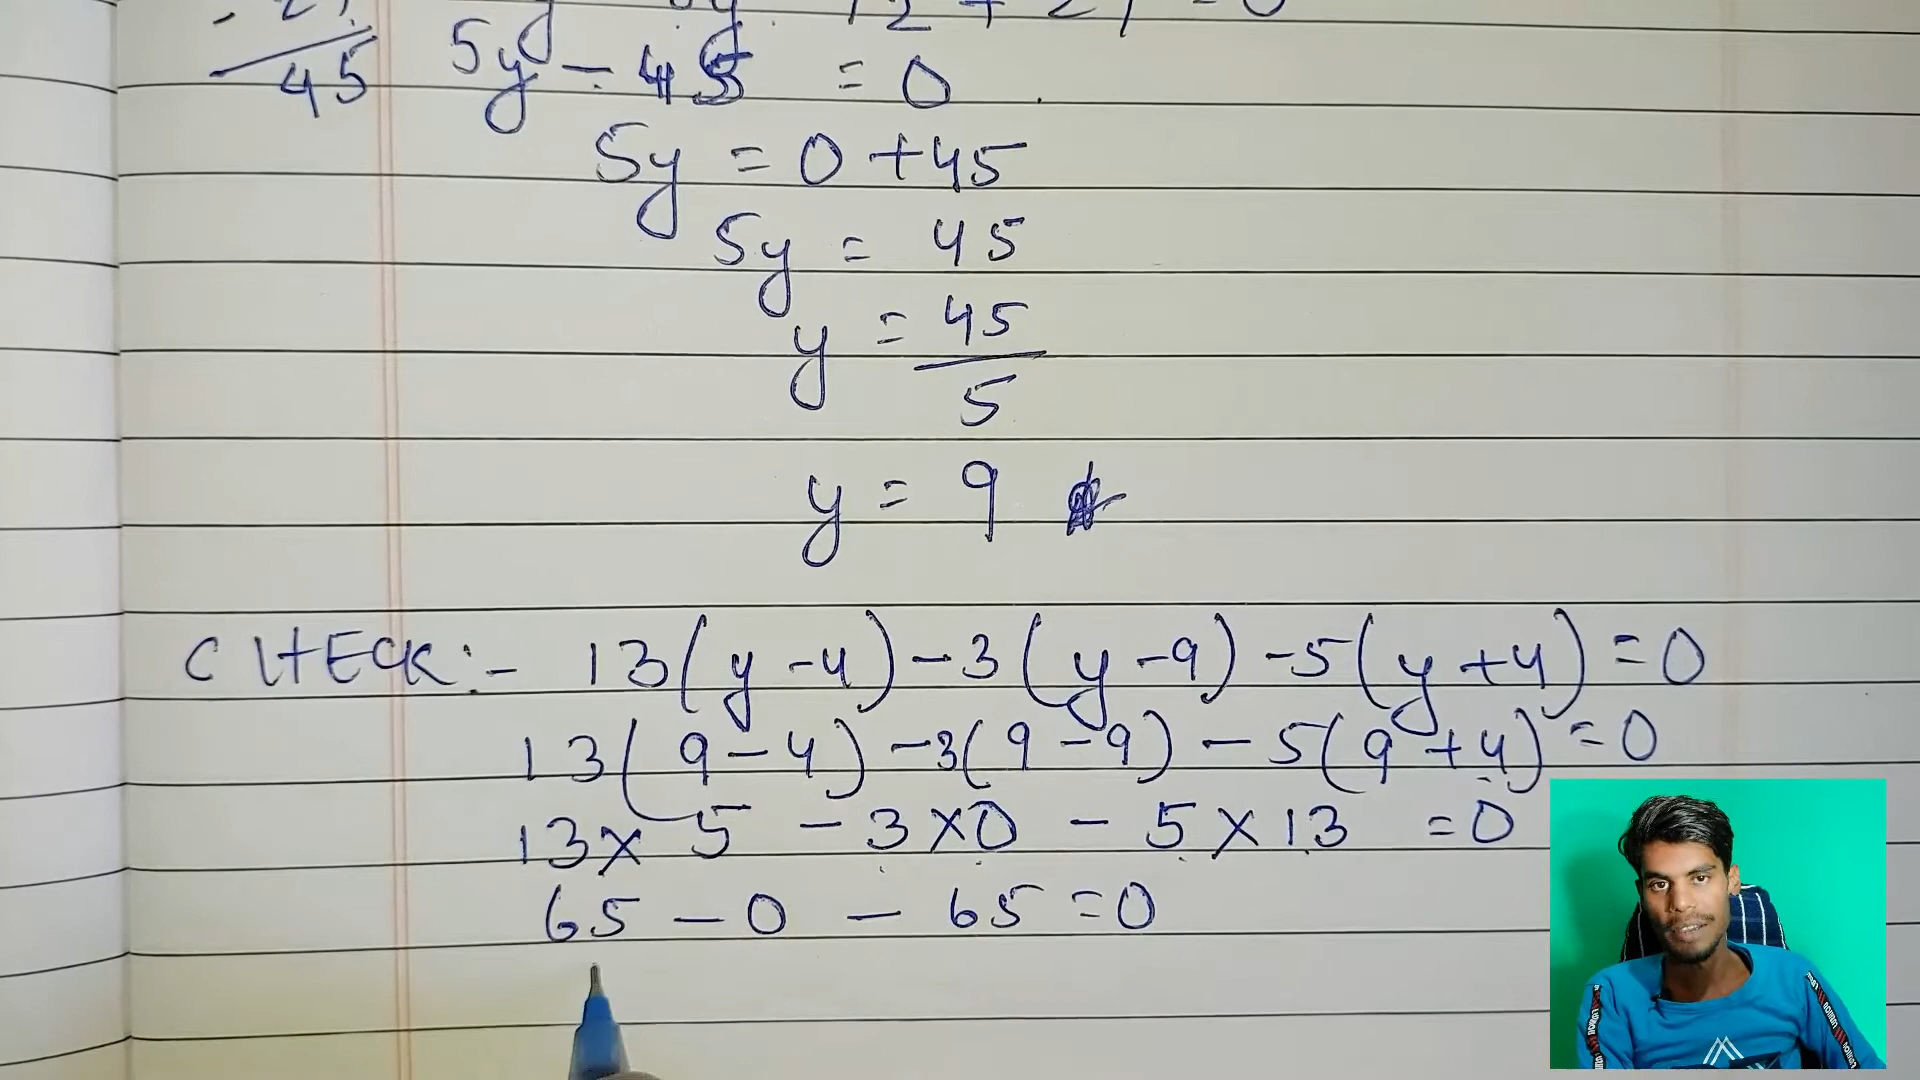 45 5y - 45 = 0
5y = 0 + 45
5y = 45
y = 45
5
y = 9
CHECK:- 13(y-4) -3(y-9) -5(y+4) = 0
13(9-4) -3(9-9) - 5(9+4) = 0
13 × 5 - 3×0 - 5×13 = 0
65 - 0 - 65 = 0